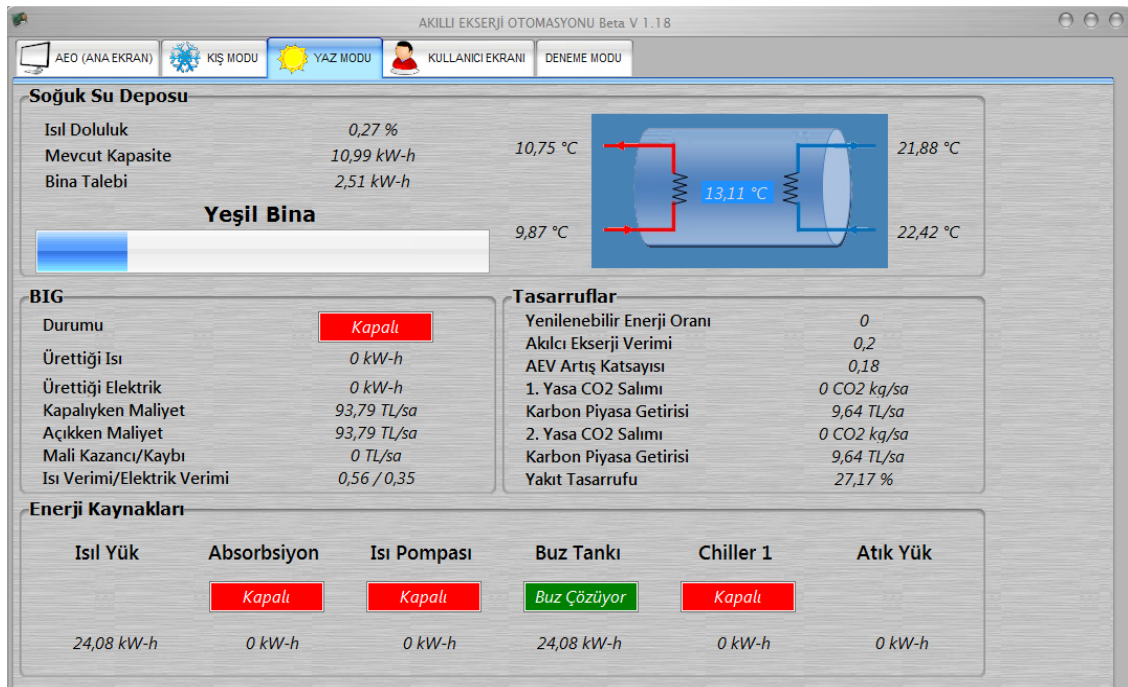 AKILLI EKSERJİ OTOMASYONU Beta V 1.18
AEO (ANA EKRAN) KIŞ MODU YAZ MODU KULLANICI EKRANI DENEME MODU
Soğuk Su Deposu
Isıl Doluluk 0,27 %
Mevcut Kapasite 10,99 kW-h
Bina Talebi 2,51 kW-h
Yeşil Bina
10,75 °C 21,88 °C
13,11 °C
9,87 °C 22,42 °C
BIG
Durumu Kapalı
Ürettiği Isı 0 kW-h
Ürettiği Elektrik 0 kW-h
Kapalıyken Maliyet 93,79 TL/sa
Açıkken Maliyet 93,79 TL/sa
Mali Kazancı/Kaybı 0 TL/sa
Isı Verimi/Elektrik Verimi 0,56 / 0,35
Tasarruflar
Yenilenebilir Enerji Oranı 0
Akılcı Ekserji Verimi 0,2
AEV Artış Katsayısı 0,18
1. Yasa CO2 Salımı 0 CO2 kg/sa
Karbon Piyasa Getirisi 9,64 TL/sa
2. Yasa CO2 Salımı 0 CO2 kg/sa
Karbon Piyasa Getirisi 9,64 TL/sa
Yakıt Tasarrufu 27,17 %
Enerji Kaynakları
Isıl Yük Absorbsiyon Isı Pompası Buz Tankı Chiller 1 Atık Yük
Kapalı Kapalı Buz Çözüyor Kapalı
24,08 kW-h 0 kW-h 0 kW-h 24,08 kW-h 0 kW-h 0 kW-h